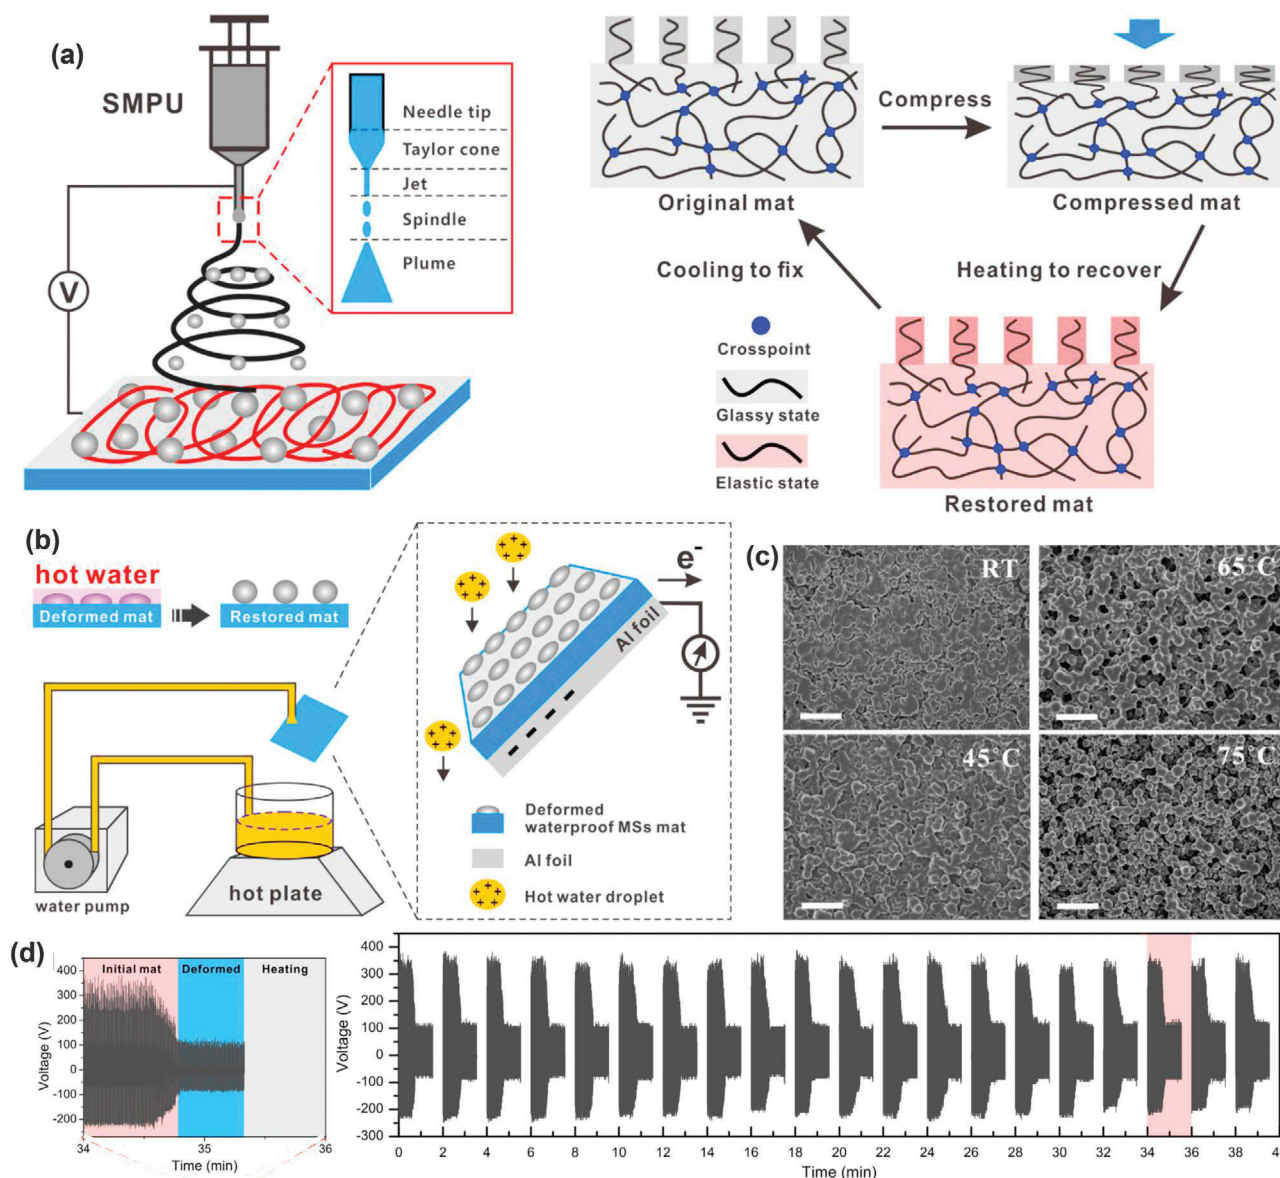 (a)
SMPU
V
Needle tip
Taylor cone
Jet
Spindle
Plume
Original mat
Compress
Compressed mat
Cooling to fix
Heating to recover
Crosspoint
Glassy state
Elastic state
Restored mat
(b)
hot water
Deformed mat
Restored mat
water pump
hot plate
e-
Al foil
Deformed
waterproof MSs mat
Al foil
Hot water droplet
(c)
RT
65°C
45°C
75°C
(d)
Initial mat
Deformed
Heating
Voltage (V)
450
400
300
200
100
0
-100
-200
34
35
36
Time (min)
Voltage (V)
400
300
200
100
0
-100
-200
-300
0 2 4 6 8 10 12 14 16 18 20 22 24 26 28 30 32 34 36 38 40
Time (min)